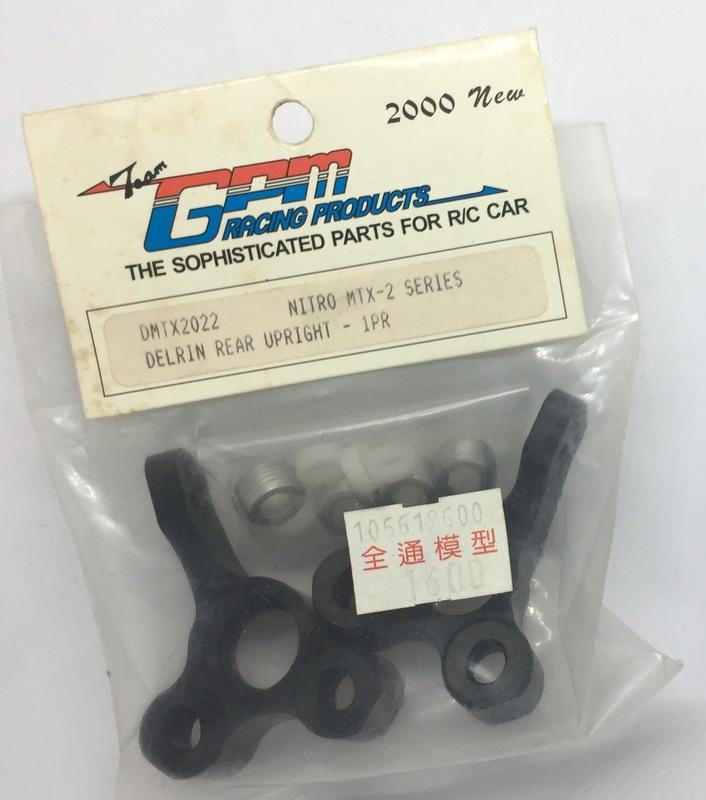 2000 New
Team
GPM
RACING PRODUCTS
THE SOPHISTICATED PARTS FOR R/C CAR
DMTX2022 NITRO MTX-2 SERIES
DELRIN REAR UPRIGHT - 1PR
106619600
全通模型
1600